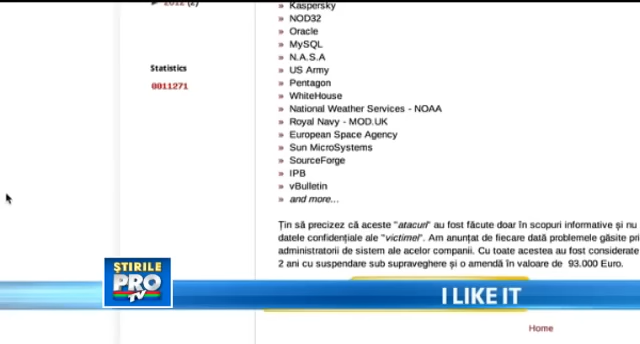 2012 (2)
Statistics
0011271
» Kaspersky
» NOD32
» Oracle
» MySQL
» N.A.S.A
» US Army
» Pentagon
» WhiteHouse
» National Weather Services - NOAA
» Royal Navy - MOD.UK
» European Space Agency
» Sun MicroSystems
» SourceForge
» IPB
» vBulletin
» and more...
Țin să precizez că aceste "atacuri" au fost făcute doar în scopuri informative și nu
datele confidențiale ale "victimei". Am anunțat de fiecare dată problemele găsite
administratorii de sistem ale acelor companii. Cu toate acestea au fost considerate
2 ani cu suspendare sub supraveghere și o amendă în valoare de 93.000 Euro.
ȘTIRILE
PRO
TV
I LIKE IT
Home